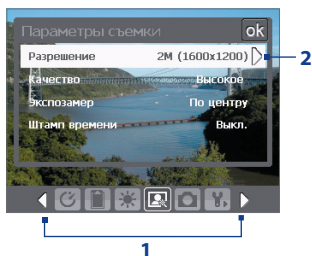 Параметры съемки ok
Разрешение 2M (1600x1200)
2
Качество Высокое
Экспозамер По центру
Штамп времени Выкл.
1